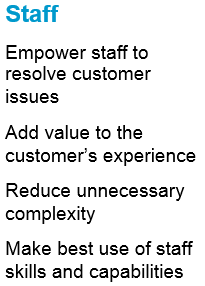 Staff
Empower staff to
resolve customer
issues
Add value to the
customer’s experience
Reduce unnecessary
complexity
Make best use of staff
skills and capabilities